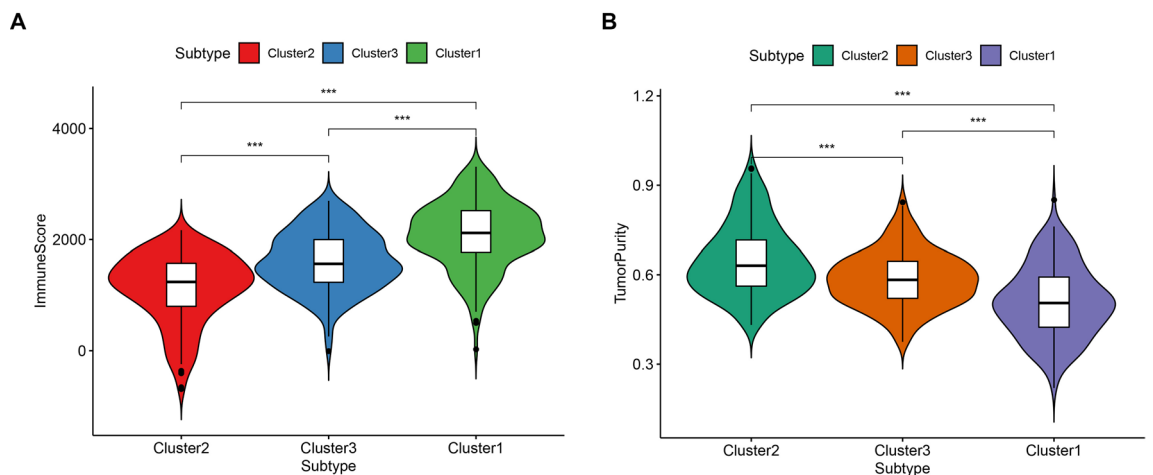 A
Subtype Cluster2 Cluster3 Cluster1
***
***
***
4000
2000
0
ImmuneScore
Cluster2 Cluster3 Cluster1
Subtype
B
Subtype Cluster2 Cluster3 Cluster1
***
***
***
1.2
0.9
0.6
0.3
TumorPurity
Cluster2 Cluster3 Cluster1
Subtype